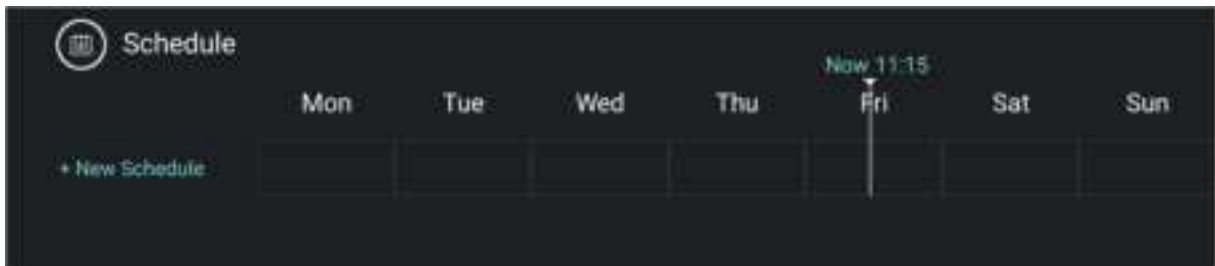 Schedule
Now 11:15
Mon Tue Wed Thu Fri Sat Sun
+ New Schedule